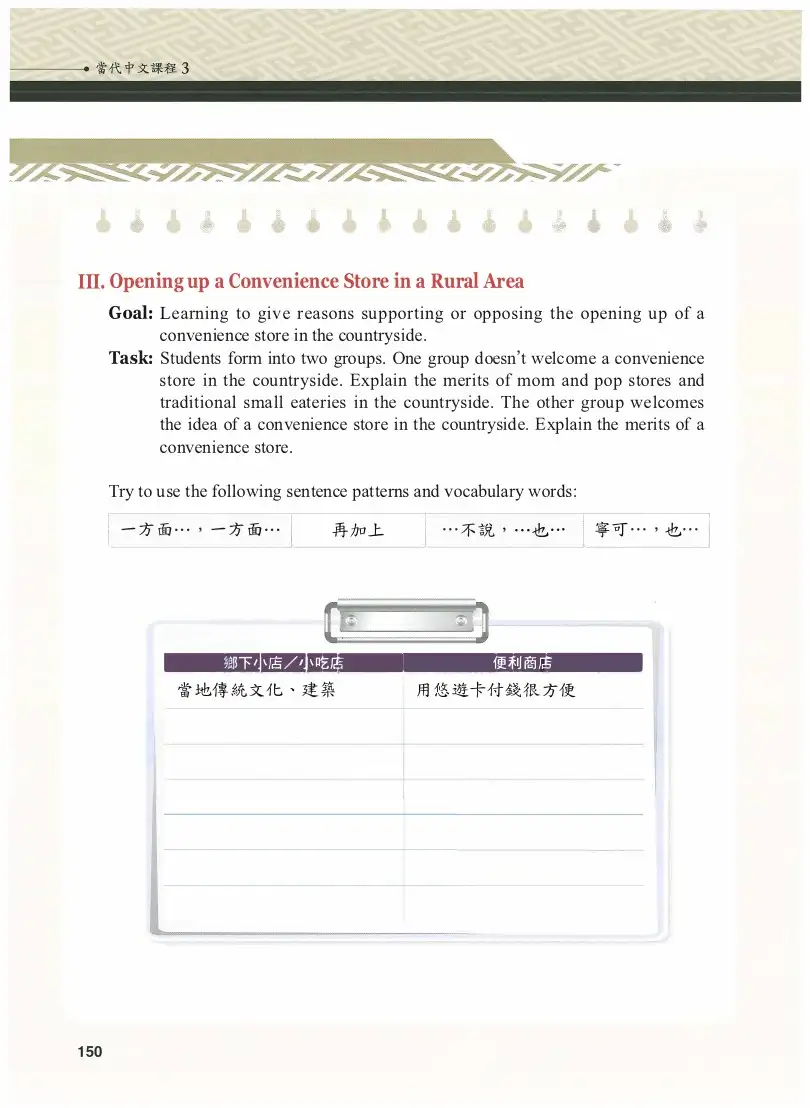 當代中文課程 3
III. Opening up a Convenience Store in a Rural Area
Goal: Learning to give reasons supporting or opposing the opening up of a
convenience store in the countryside.
Task: Students form into two groups. One group doesn't welcome a convenience
store in the countryside. Explain the merits of mom and pop stores and
traditional small eateries in the countryside. The other group welcomes
the idea of a convenience store in the countryside. Explain the merits of a
convenience store.
Try to use the following sentence patterns and vocabulary words:
一方面…，一方面… 再加上 …不說，…也… 寧可…，也…
鄉下小店／小吃店 便利商店
當地傳統文化、建築 用悠遊卡付錢很方便
150